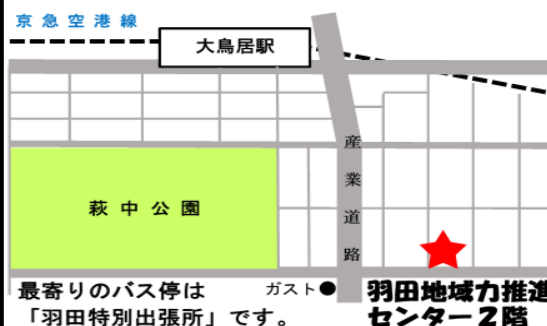 京急空港線
大鳥居駅
産業道路
萩中公園
最寄りのバス停は
「羽田特別出張所」です。
ガスト
羽田地域力推進
センター2階